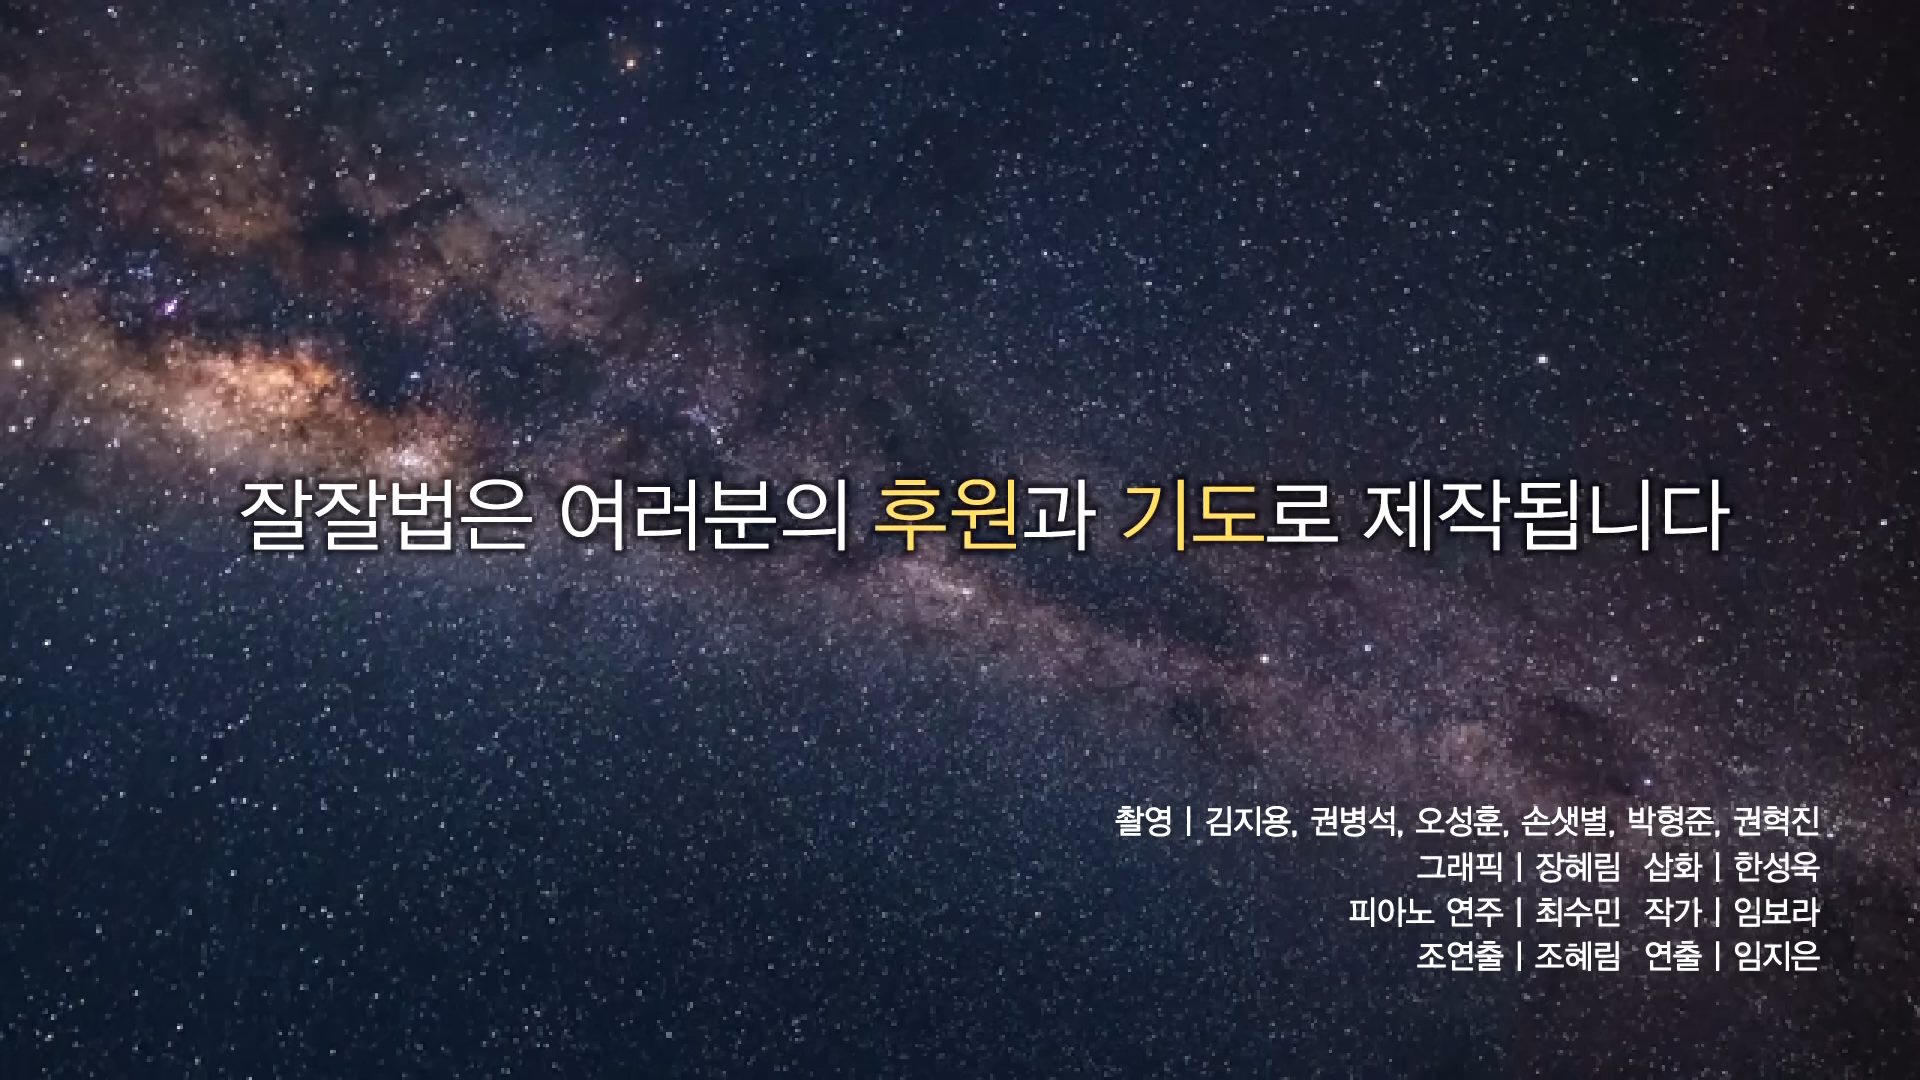 잘잘법은 여러분의 후원과 기도로 제작됩니다
촬영 | 김지용, 권병석, 오성훈, 손샛별, 박형준, 권혁진
그래픽 | 장혜림 삽화 | 한성욱
피아노 연주 | 최수민 작가 | 임보라
조연출 | 조혜림 연출 | 임지은